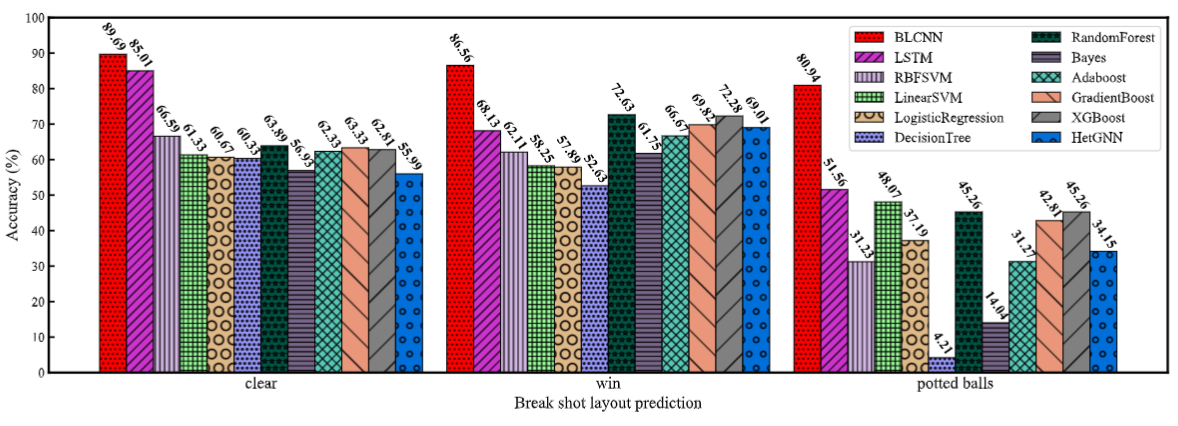 100
90
80
70
60
50
40
30
20
10
0
Accuracy (%)
89.69
85.01
66.59
61.33
60.67
60.33
63.89
56.93
62.33
63.33
62.81
55.99
86.56
68.13
62.11
58.25
57.89
52.63
72.63
61.75
66.67
69.82
72.28
69.01
80.94
51.56
31.23
48.07
37.19
4.21
45.26
14.04
31.27
42.81
45.26
34.15
BLCNN
LSTM
RBFSVM
LinearSVM
LogisticRegression
DecisionTree
RandomForest
Bayes
Adaboost
GradientBoost
XGBoost
HetGNN
clear
win
potted balls
Break shot layout prediction